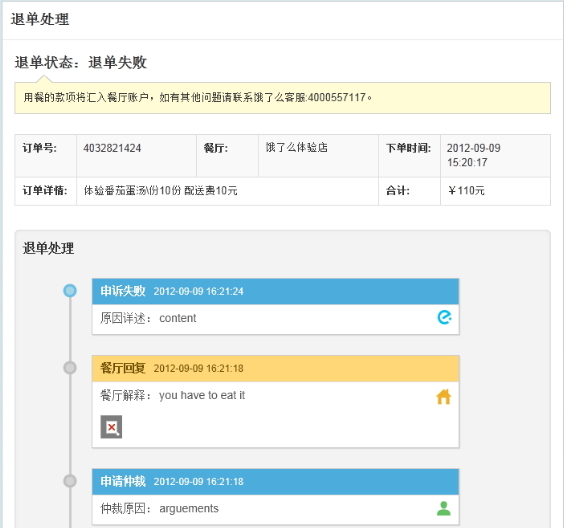 退单处理
退单状态：退单失败
用餐的款项将汇入餐厅账户，如有其他问题请联系饿了么客服:4000557117。
订单号: 4032821424 餐厅: 饿了么体验店 下单时间: 2012-09-09
15:20:17
订单详情: 体验番茄蛋汤\份10份 配送费10元 合计: ￥110元
退单处理
申诉失败 2012-09-09 16:21:24
原因详述：content
餐厅回复 2012-09-09 16:21:18
餐厅解释：you have to eat it
申请仲裁 2012-09-09 16:21:18
仲裁原因：arguements